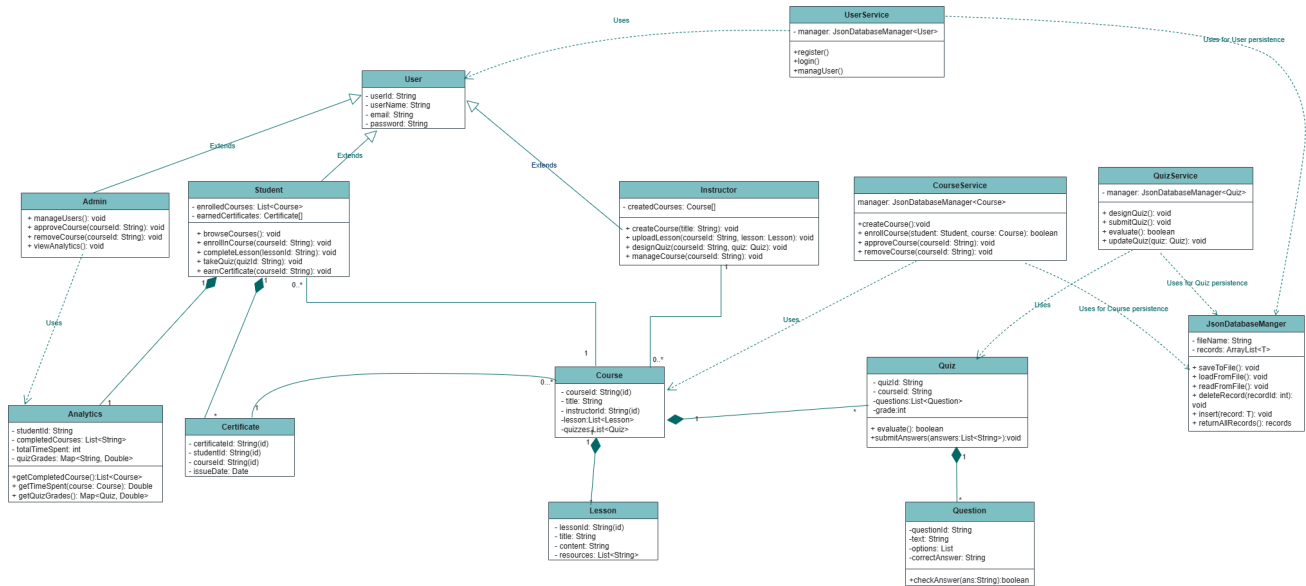 UserService
- manager: JsonDatabaseManager<User>
+register()
+login()
+managUser()
Uses
Uses for User persistence
User
- userId: String
- userName: String
- email: String
- password: String
Extends
Extends
Extends
Admin
+ manageUsers(): void
+ approveCourse(courseId: String): void
+ removeCourse(courseId: String): void
+ viewAnalytics(): void
Student
- enrolledCourses: List<Course>
- earnedCertificates: Certificate[]
+ browseCourses(): void
+ enrollInCourse(courseId: String): void
+ completeLesson(lessonId: String): void
+ takeQuiz(quizId: String): void
+ earnCertificate(courseId: String): void
Instructor
- createdCourses: Course[]
+ createCourse(title: String): void
+ uploadLesson(courseId: String, lesson: Lesson): void
+ designQuiz(courseId: String, quiz: Quiz): void
+ manageCourse(courseId: String): void
CourseService
manager: JsonDatabaseManager<Course>
+createCourse():void
+ enrollCourse(student: Student, course: Course): boolean
+ approveCourse(courseId: String): void
+ removeCourse(courseId: String): void
QuizService
- manager: JsonDatabaseManager<Quiz>
+ designQuiz(): void
+ submitQuiz(): void
+ evaluate(): boolean
+ updateQuiz(quiz: Quiz): void
1
1
0..*
1
Uses
Uses
Uses
Uses for Quiz persistence
Uses for Course persistence
JsonDatabaseManger
- fileName: String
- records: ArrayList<T>
+ saveToFile(): void
+ loadFromFile(): void
+ readFromFile(): void
+ deleteRecord(recordId: int):
void
+ insert(record: T): void
+ returnAllRecords(): records
1
0..*
0...*
Course
- courseId: String(id)
- title: String
- instructorId: String(id)
-lesson:List<Lesson>
-quizzes:List<Quiz>
1
1
1
*
Quiz
- quizId: String
- courseId: String
-questions:List<Question>
-grade:int
+ evaluate(): boolean
+submitAnswers(answers:List<String>):void
1
*
1
Analytics
- studentId: String
- completedCourses: List<String>
- totalTimeSpent: int
- quizGrades: Map<String, Double>
+getCompletedCourse():List<Course>
+ getTimeSpent(course: Course): Double
+ getQuizGrades(): Map<Quiz, Double>
*
1
Certificate
- certificateId: String(id)
- studentId: String(id)
- courseId: String(id)
- issueDate: Date
Lesson
- lessonId: String(id)
- title: String
- content: String
- resources: List<String>
Question
-questionId: String
-text: String
-options: List
-correctAnswer: String
+checkAnswer(ans:String):boolean